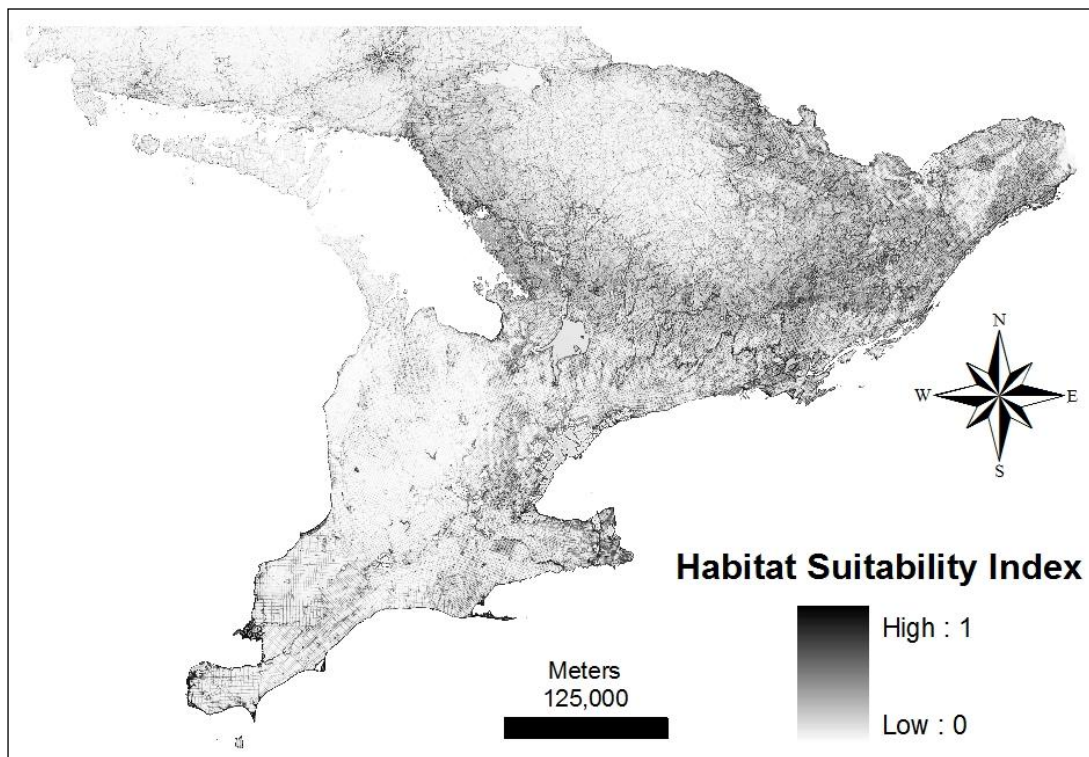 N
W E
S
Habitat Suitability Index
High : 1
Low : 0
Meters
125,000